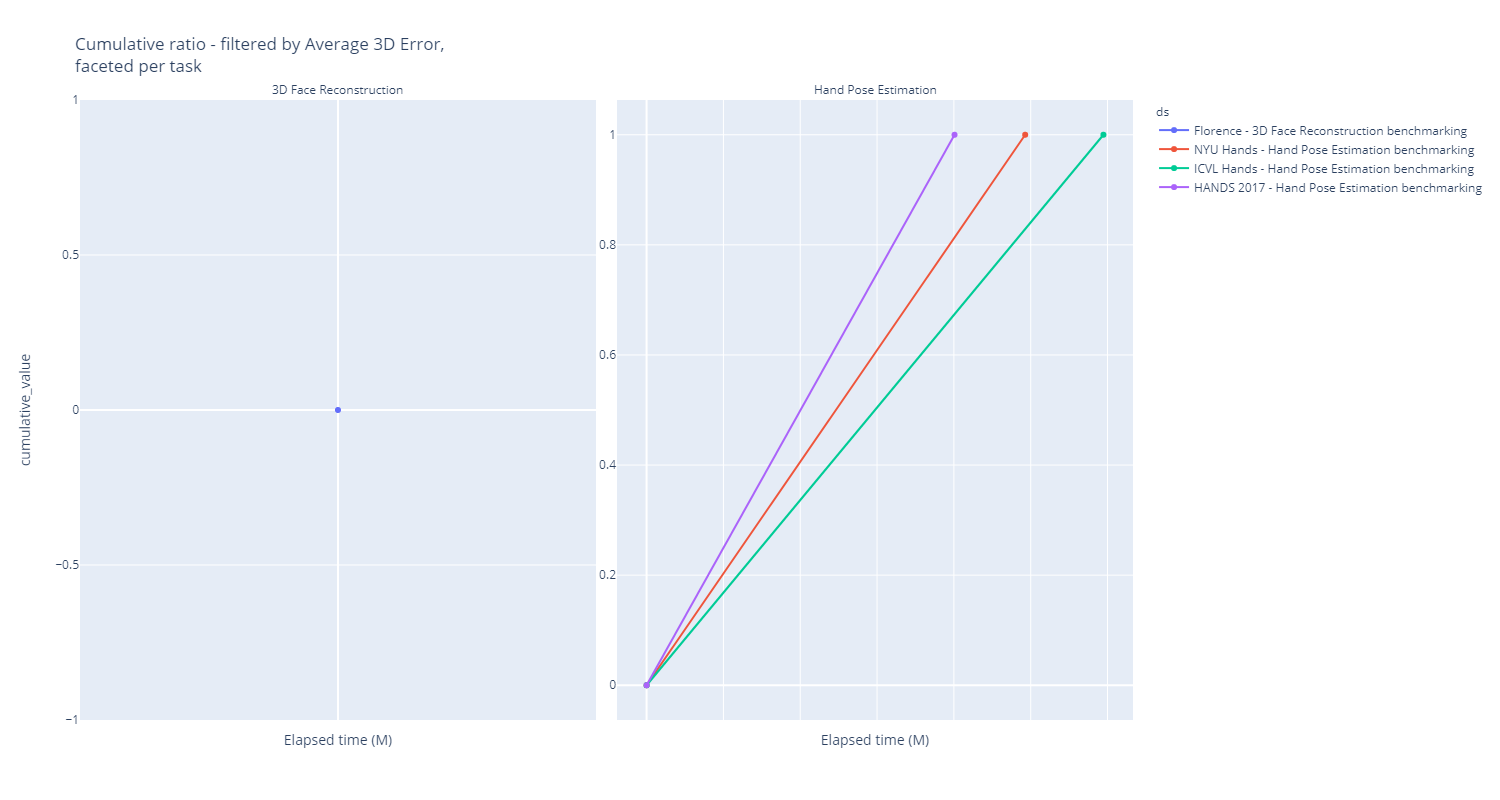 Cumulative ratio - filtered by Average 3D Error,
faceted per task
3D Face Reconstruction
1
0.5
0
−0.5
−1
cumulative_value
Elapsed time (M)
Hand Pose Estimation
1
0.8
0.6
0.4
0.2
0
Elapsed time (M)
ds
Florence - 3D Face Reconstruction benchmarking
NYU Hands - Hand Pose Estimation benchmarking
ICVL Hands - Hand Pose Estimation benchmarking
HANDS 2017 - Hand Pose Estimation benchmarking